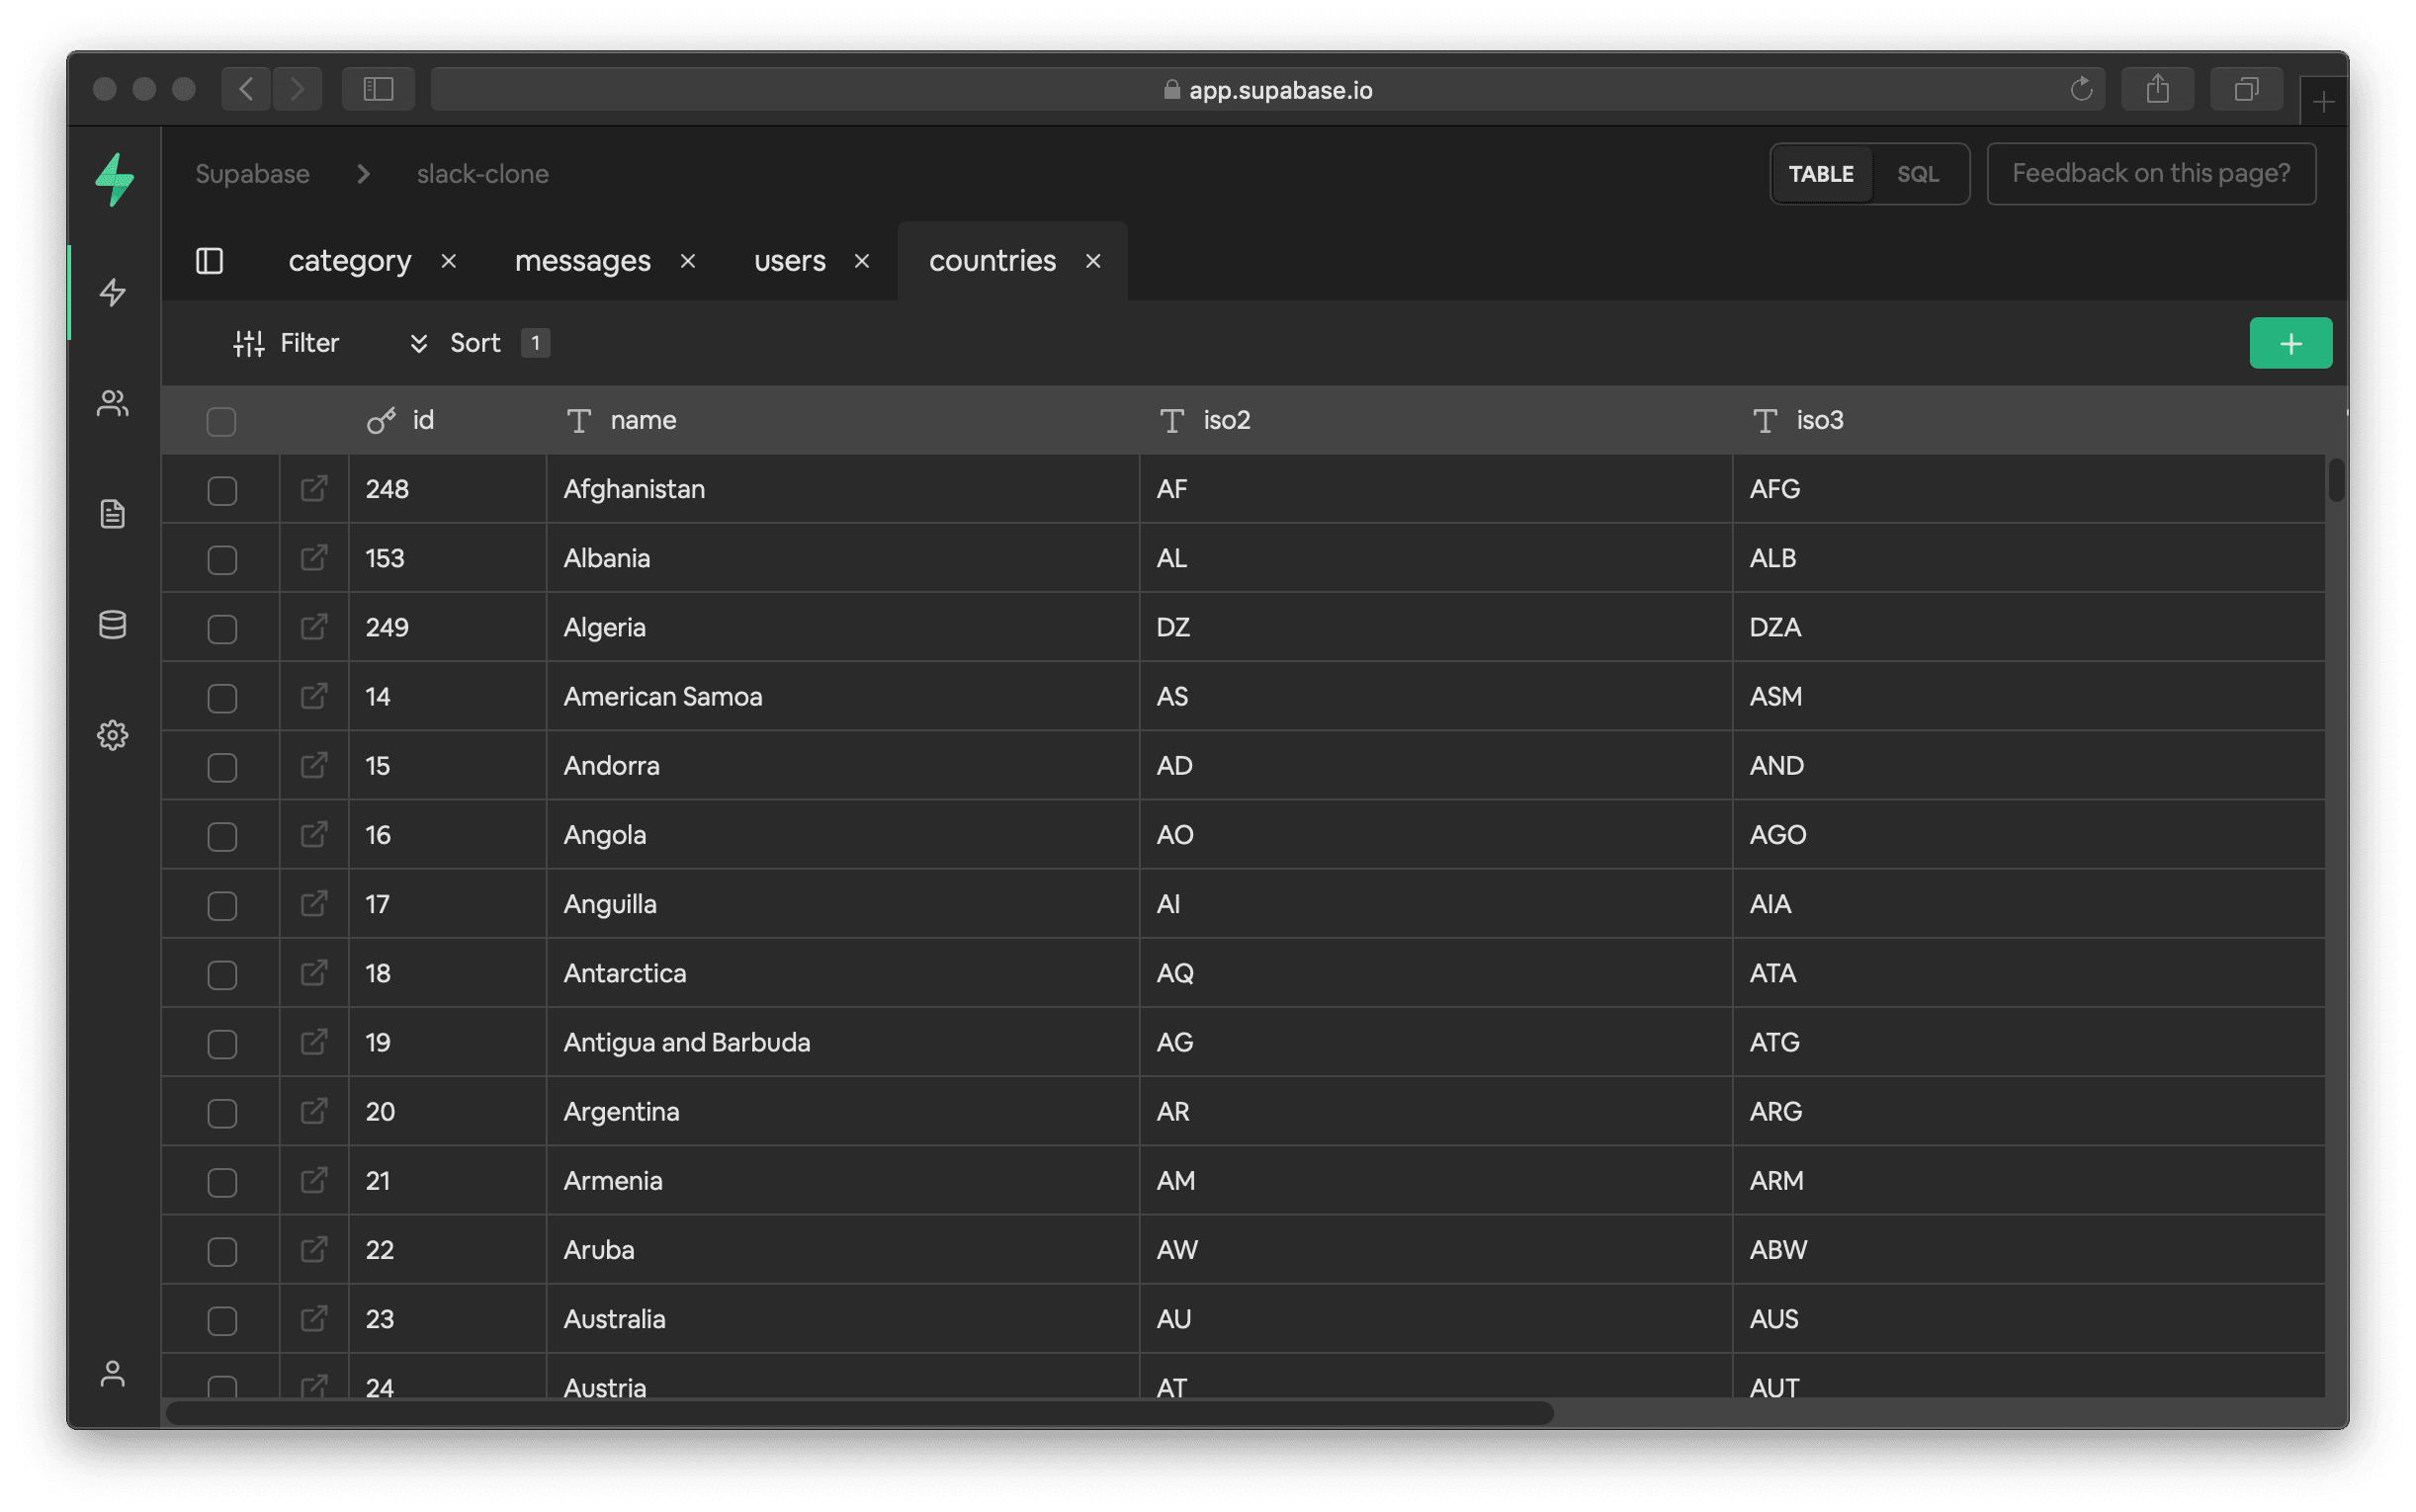 app.supabase.io
Supabase > slack-clone TABLE SQL Feedback on this page?
category × messages × users × countries ×
Filter Sort 1 +
id name iso2 iso3
248 Afghanistan AF AFG
153 Albania AL ALB
249 Algeria DZ DZA
14 American Samoa AS ASM
15 Andorra AD AND
16 Angola AO AGO
17 Anguilla AI AIA
18 Antarctica AQ ATA
19 Antigua and Barbuda AG ATG
20 Argentina AR ARG
21 Armenia AM ARM
22 Aruba AW ABW
23 Australia AU AUS
24 Austria AT AUT